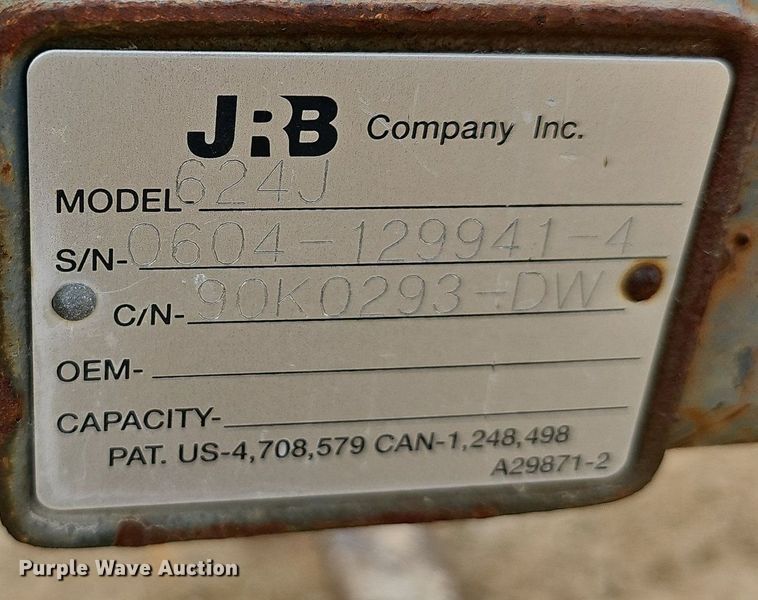 JRB Company Inc.
MODEL 624J
S/N- 0604-129941-4
C/N- 90K0293-DW
OEM-
CAPACITY-
PAT. US-4,708,579 CAN-1,248,498
A29871-2
Purple Wave Auction